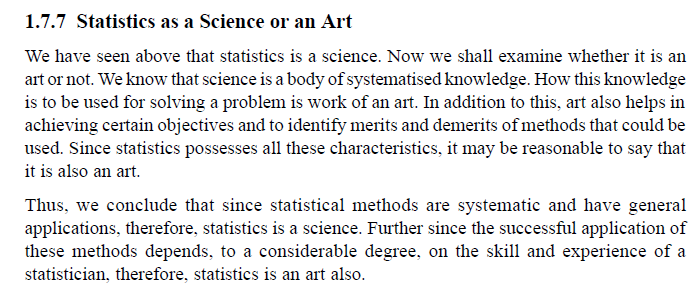 1.7.7 Statistics as a Science or an Art
We have seen above that statistics is a science. Now we shall examine whether it is an
art or not. We know that science is a body of systematised knowledge. How this knowledge
is to be used for solving a problem is work of an art. In addition to this, art also helps in
achieving certain objectives and to identify merits and demerits of methods that could be
used. Since statistics possesses all these characteristics, it may be reasonable to say that
it is also an art.
Thus, we conclude that since statistical methods are systematic and have general
applications, therefore, statistics is a science. Further since the successful application of
these methods depends, to a considerable degree, on the skill and experience of a
statistician, therefore, statistics is an art also.